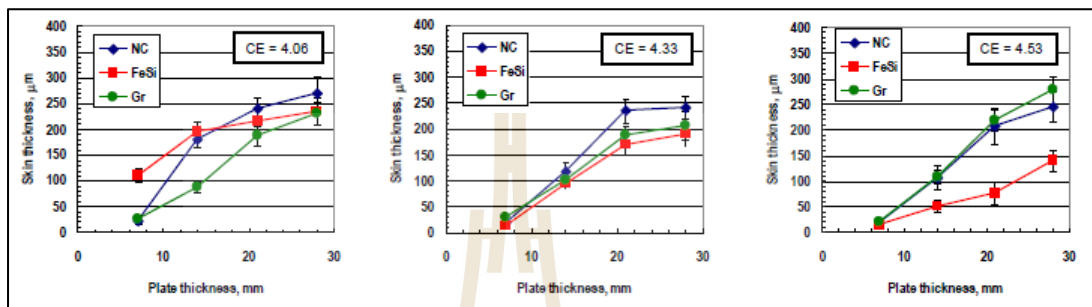 400
350
300
250
200
150
100
50
0
0 10 20 30
Skin thickness, μm
Plate thickness, mm
NC
FeSi
Gr
CE = 4.06
400
350
300
250
200
150
100
50
0
0 10 20 30
Skin thickness, μm
Plate thickness, mm
NC
FeSi
Gr
CE = 4.33
400
350
300
250
200
150
100
50
0
0 10 20 30
Skin thickness, μm
Plate thickness, mm
NC
FeSi
Gr
CE = 4.53